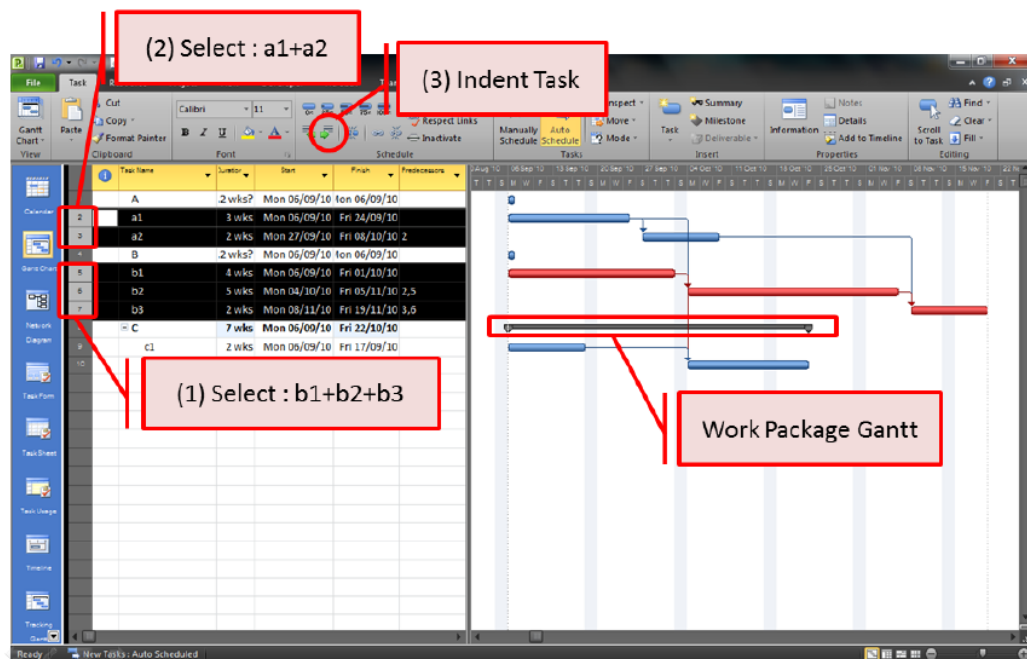 (2) Select : a1+a2
(3) Indent Task
File Task
Cut
Copy
Format Painter
Paste
Gantt
Chart
Calibri 11
B I U A
Respect Links
Inactivate
Manually
Schedule
Auto
Schedule
Inspect
Move
Mode
Task
Summary
Milestone
Deliverable
Information
Notes
Details
Add to Timeline
Scroll
to Task
Find
Clear
Fill
View Clipboard Font Schedule Tasks Insert Properties Editing
Task Name Start Finish Predecessors
A .2 wks? Mon 06/09/10
2 a1 3 wks Mon 06/09/10 Fri 24/09/10
3 a2 2 wks Mon 27/09/10 Fri 08/10/10 2
4 B .2 wks? Mon 06/09/10
5 b1 4 wks Mon 06/09/10 Fri 01/10/10
6 b2 5 wks Mon 04/10/10 Fri 05/11/10 2,5
7 b3 2 wks Mon 08/11/10 Fri 19/11/10 3,6
C 7 wks Mon 06/09/10 Fri 22/10/10
9 c1 2 wks Mon 06/09/10 Fri 17/09/10
10
(1) Select : b1+b2+b3
Work Package Gantt
Calendar
Gantt Chart
Network
Diagram
Task Form
Task Sheet
Task Usage
Timeline
Tracking
Ready New Tasks : Auto Scheduled